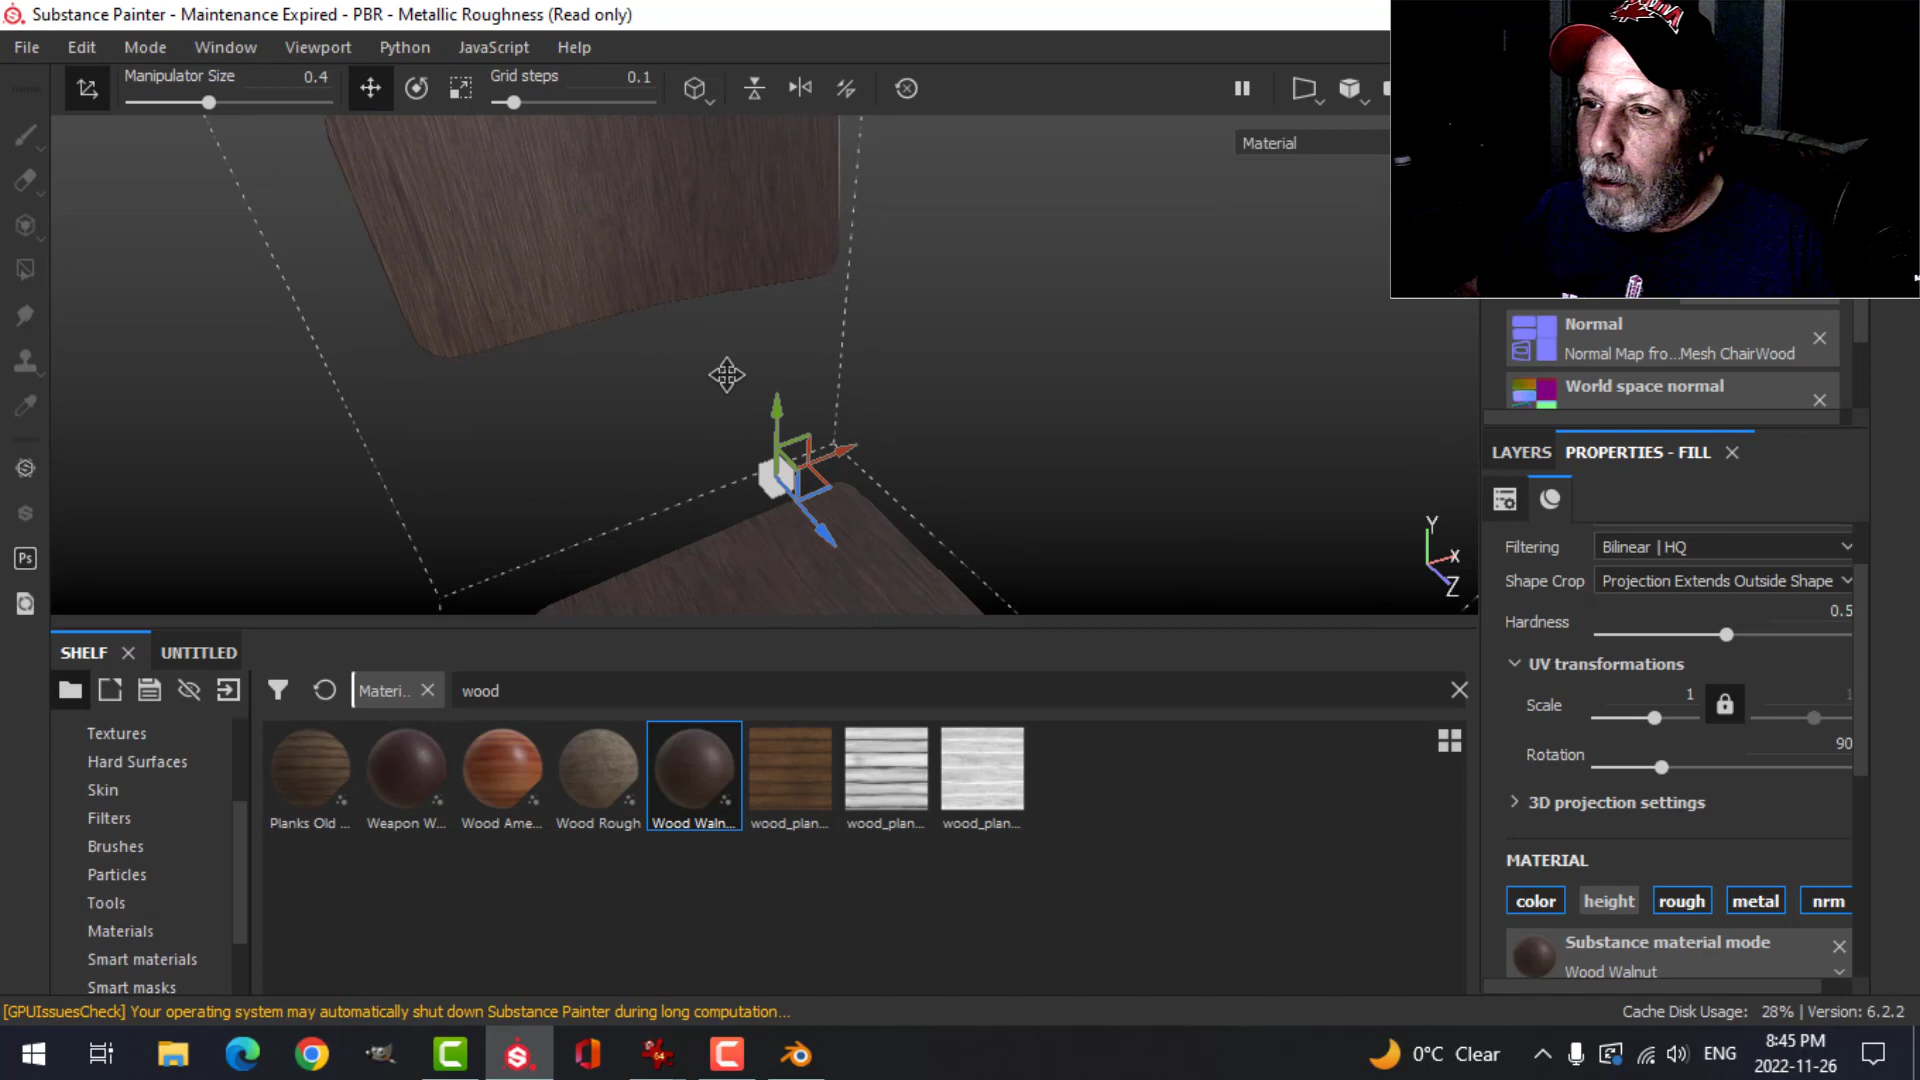 Substance Painter - Maintenance Expired - PBR - Metallic Roughness (Read only)
File Edit Mode Window Viewport Python JavaScript Help
Manipulator Size 0.4
Grid steps 0.1
Material
Normal
Normal Map fro...Mesh ChairWood
World space normal
LAYERS PROPERTIES - FILL
Filtering Bilinear | HQ
Shape Crop Projection Extends Outside Shape
Hardness 0.5
UV transformations
Scale 1
Rotation 90
3D projection settings
MATERIAL
color height rough metal nrm
Substance material mode
Wood Walnut
Y
X
Z
Ps
SHELF UNTITLED
Materi.. wood
Textures
Hard Surfaces
Skin
Filters
Brushes
Particles
Tools
Materials
Smart materials
Smart masks
Planks Old ... Weapon W... Wood Ame... Wood Rough Wood Waln... wood_plan... wood_plan... wood_plan...
[GPUIssuesCheck] Your operating system may automatically shut down Substance Painter during long computation...
Cache Disk Usage: 28% | Version: 6.2.2
0°C Clear ENG 8:45 PM
2022-11-26